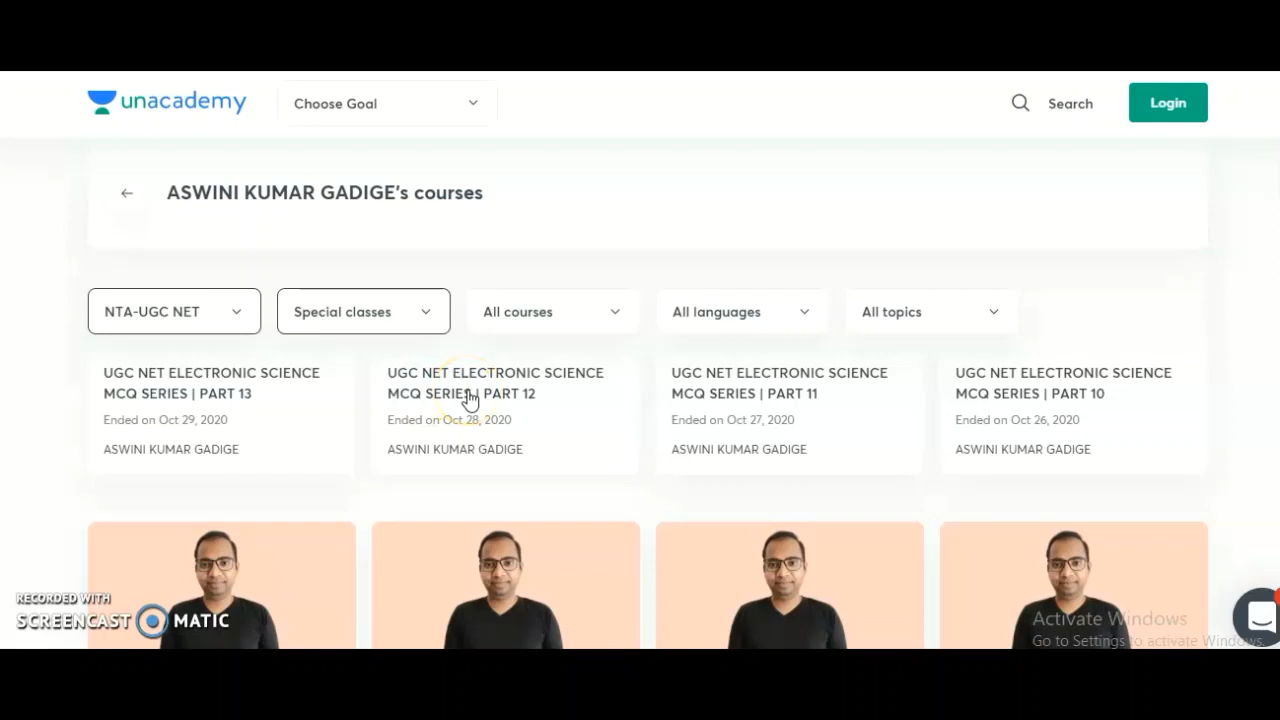 unacademy
Choose Goal
Search
Login
ASWINI KUMAR GADIGE's courses
NTA-UGC NET
Special classes
All courses
All languages
All topics
UGC NET ELECTRONIC SCIENCE
MCQ SERIES | PART 13
Ended on Oct 29, 2020
ASWINI KUMAR GADIGE
UGC NET ELECTRONIC SCIENCE
MCQ SERIES | PART 12
Ended on Oct 28, 2020
ASWINI KUMAR GADIGE
UGC NET ELECTRONIC SCIENCE
MCQ SERIES | PART 11
Ended on Oct 27, 2020
ASWINI KUMAR GADIGE
UGC NET ELECTRONIC SCIENCE
MCQ SERIES | PART 10
Ended on Oct 26, 2020
ASWINI KUMAR GADIGE
RECORDED WITH
SCREENCAST MATIC
Activate Windows
Go to Settings to activate Windows.